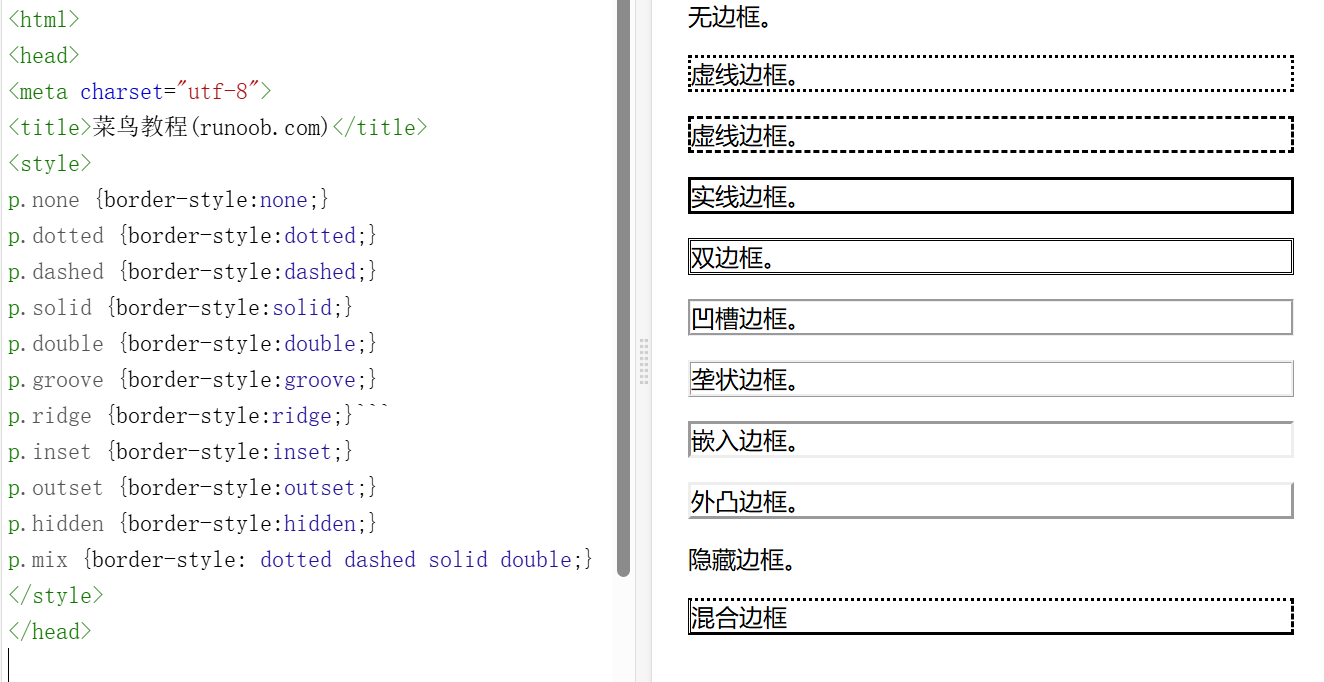 <html>
<head>
<meta charset="utf-8">
<title>菜鸟教程(runoob.com)</title>
<style>
p.none {border-style:none;}
p.dotted {border-style:dotted;}
p.dashed {border-style:dashed;}
p.solid {border-style:solid;}
p.double {border-style:double;}
p.groove {border-style:groove;}
p.ridge {border-style:ridge;}```
p.inset {border-style:inset;}
p.outset {border-style:outset;}
p.hidden {border-style:hidden;}
p.mix {border-style: dotted dashed solid double;}
</style>
</head>
无边框。
虚线边框。
虚线边框。
实线边框。
双边框。
凹槽边框。
垄状边框。
嵌入边框。
外凸边框。
隐藏边框。
混合边框